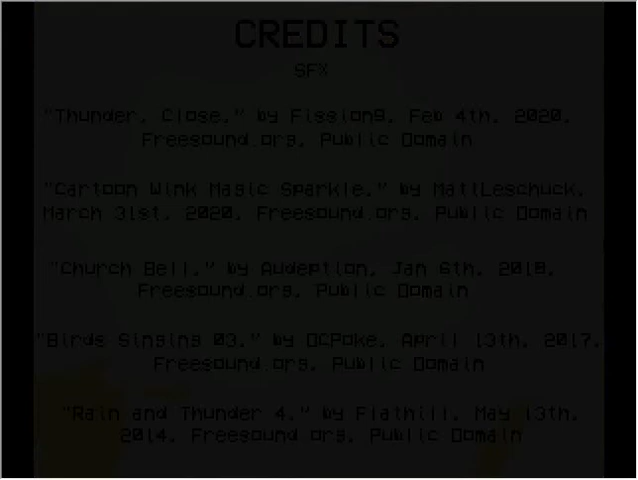 CREDITS
SFX
"Thunder, Close," by Fission9, Feb 4th, 2020,
Freesound.org, Public Domain
"Cartoon Wink Magic Sparkle," by MattLeschuck,
March 31st, 2020, Freesound.org, Public Domain
"Church Bell," by Audeption, Jan 6th, 2010,
Freesound.org, Public Domain
"Birds Singing 03," by OCPoke, April 13th, 2017,
Freesound.org, Public Domain
"Rain and Thunder 4," by Flathill, May 13th,
2014, Freesound.org, Public Domain